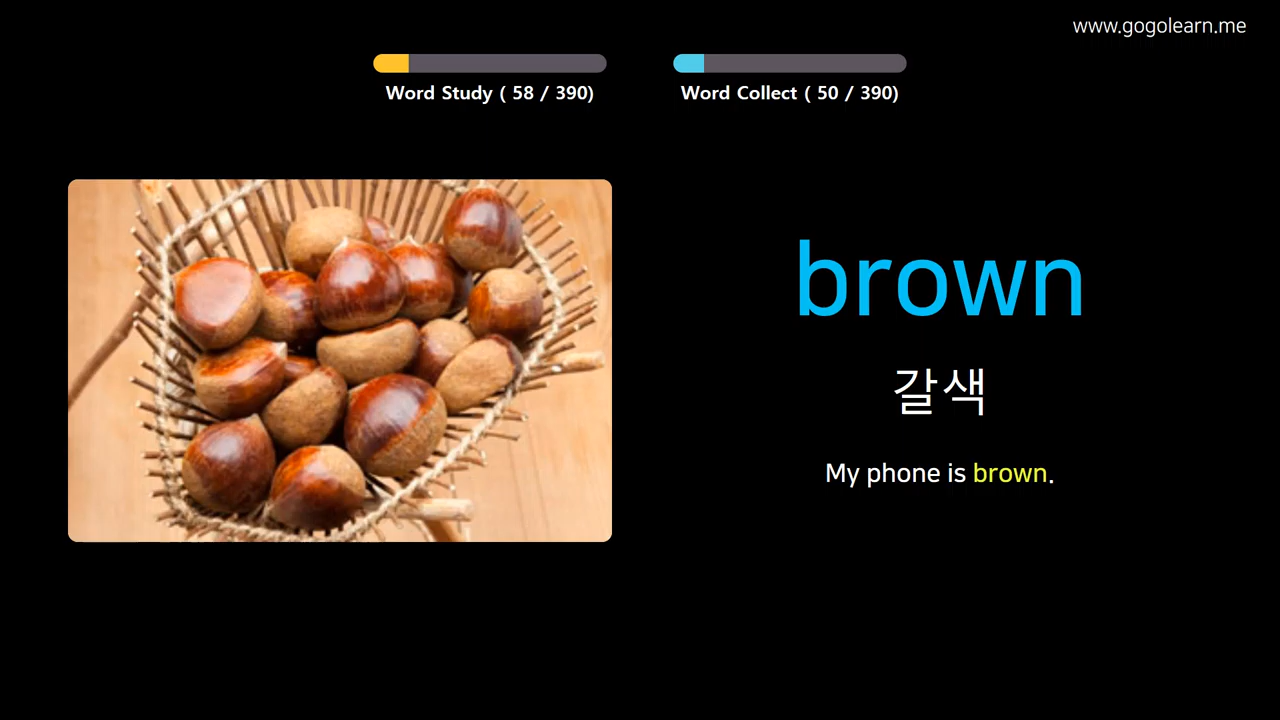 www.gogolearn.me
Word Study ( 58 / 390)
Word Collect ( 50 / 390)
brown
갈색
My phone is brown.